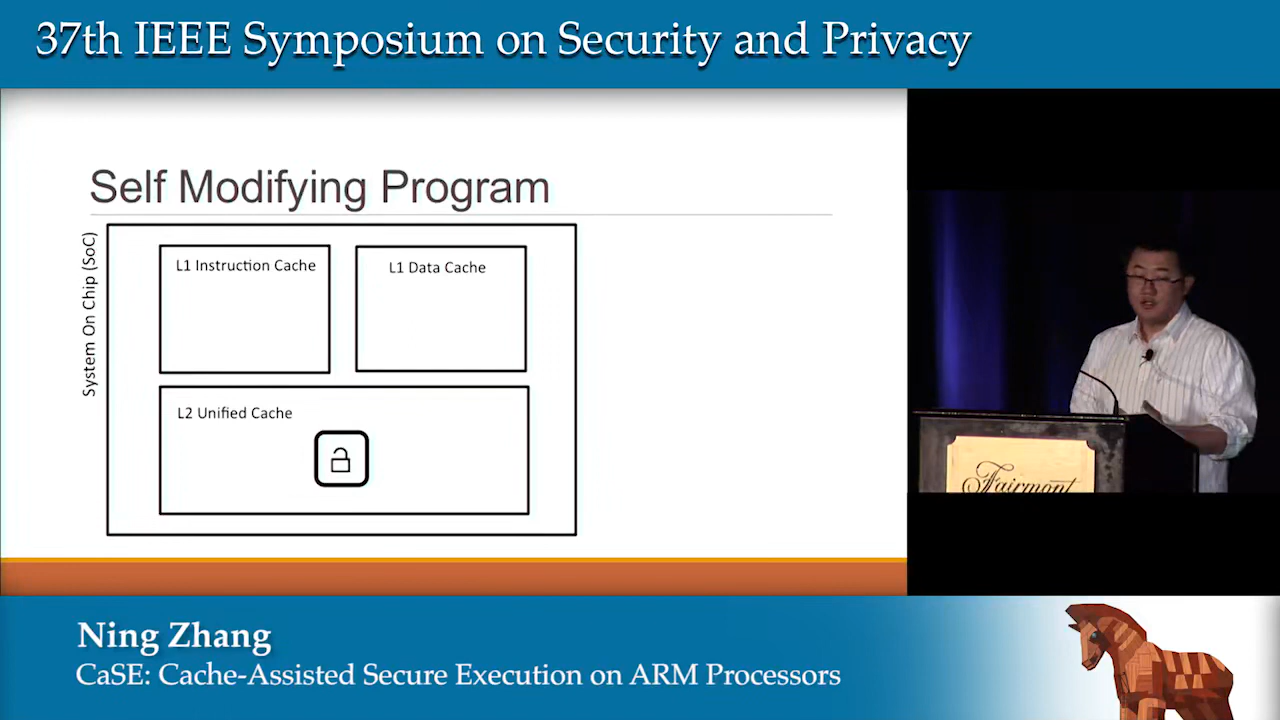 37th IEEE Symposium on Security and Privacy
Self Modifying Program
System On Chip (SoC)
L1 Instruction Cache
L1 Data Cache
L2 Unified Cache
Fairmont
Ning Zhang
CaSE: Cache-Assisted Secure Execution on ARM Processors